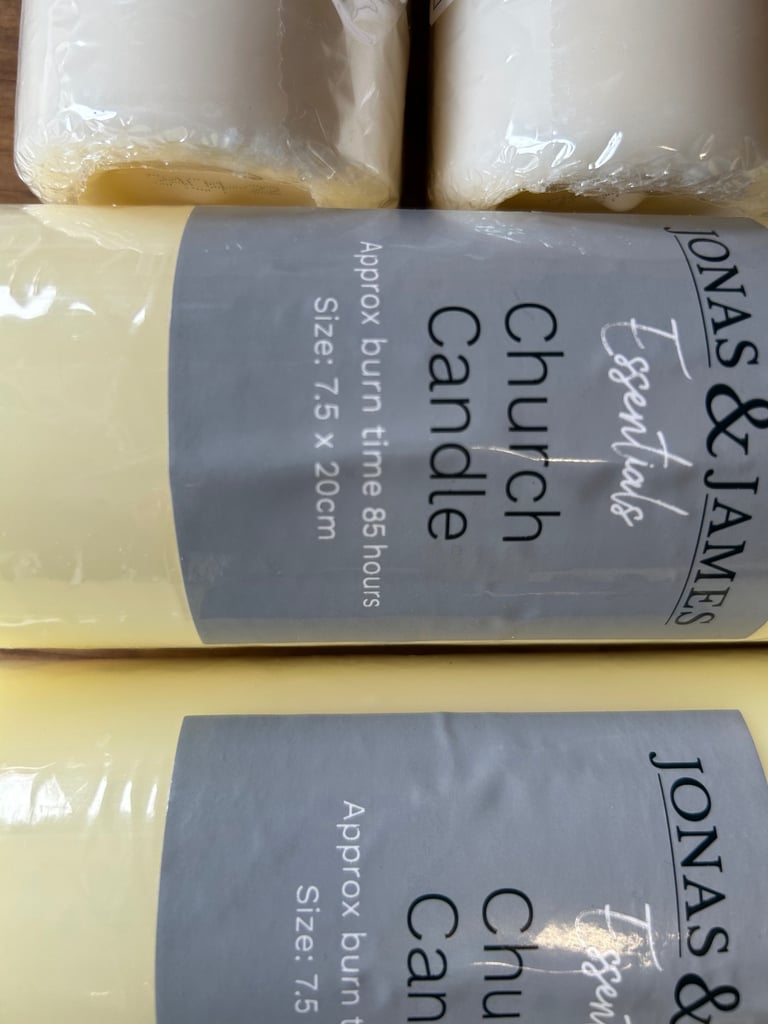 JONAS & JAMES
Essentials
Church
Candle
Approx burn time 85 hours
Size: 7.5 x 20cm
JONAS &
Essen
Chu
Can
Approx burn t
Size: 7.5